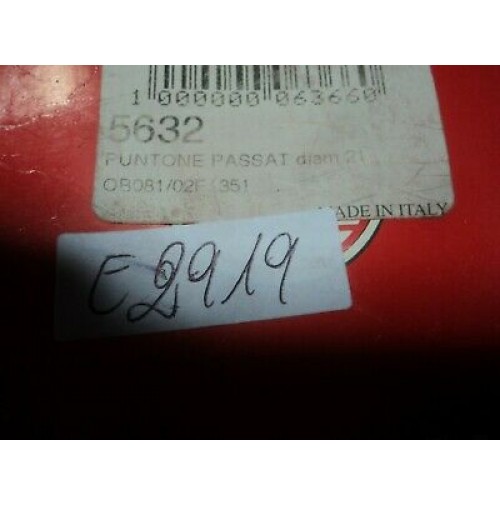 1 000000 063660
5632
PUNTONE PASSAT diam 21
OB081/02F 351
MADE IN ITALY
E2919